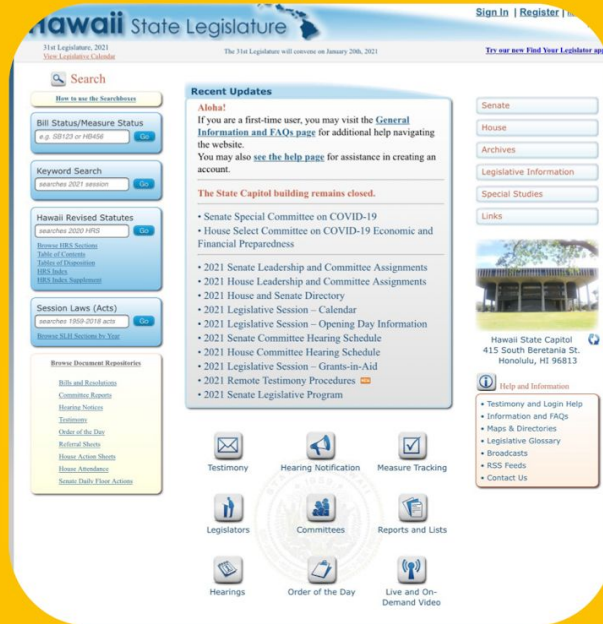 Hawaii State Legislature
Sign In | Register |
31st Legislature, 2021
View Legislative Calendar
The 31st Legislature will convene on January 20th, 2021
Try our new Find Your Legislator app
Search
How to use the Searchboxes
Bill Status/Measure Status
e.g. SB123 or HB456 Go
Keyword Search
searches 2021 session Go
Hawaii Revised Statutes
searches 2020 HRS Go
Browse HRS Sections
Table of Contents
Tables of Disposition
HRS Index
HRS Index Supplement
Session Laws (Acts)
searches 1959-2018 acts Go
Browse SLH Sections by Year
Browse Document Repositories
Bills and Resolutions
Committee Reports
Hearing Notices
Testimony
Order of the Day
Referral Sheets
House Action Sheets
House Attendance
Senate Daily Floor Actions
Recent Updates
Aloha!
If you are a first-time user, you may visit the General
Information and FAQs page for additional help navigating
the website.
You may also see the help page for assistance in creating an
account.
The State Capitol building remains closed.
• Senate Special Committee on COVID-19
• House Select Committee on COVID-19 Economic and
Financial Preparedness
• 2021 Senate Leadership and Committee Assignments
• 2021 House Leadership and Committee Assignments
• 2021 House and Senate Directory
• 2021 Legislative Session – Calendar
• 2021 Legislative Session – Opening Day Information
• 2021 Senate Committee Hearing Schedule
• 2021 House Committee Hearing Schedule
• 2021 Legislative Session – Grants-in-Aid
• 2021 Remote Testimony Procedures NEW
• 2021 Senate Legislative Program
Testimony
Hearing Notification
Measure Tracking
Legislators
Committees
Reports and Lists
Hearings
Order of the Day
Live and On-
Demand Video
Senate
House
Archives
Legislative Information
Special Studies
Links
Hawaii State Capitol
415 South Beretania St.
Honolulu, HI 96813
Help and Information
• Testimony and Login Help
• Information and FAQs
• Maps & Directories
• Legislative Glossary
• Broadcasts
• RSS Feeds
• Contact Us